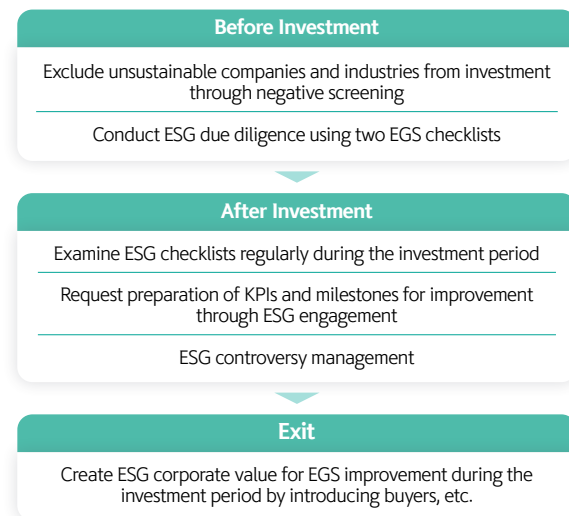 Before Investment
Exclude unsustainable companies and industries from investment
through negative screening
Conduct ESG due diligence using two EGS checklists
After Investment
Examine ESG checklists regularly during the investment period
Request preparation of KPIs and milestones for improvement
through ESG engagement
ESG controversy management
Exit
Create ESG corporate value for EGS improvement during the
investment period by introducing buyers, etc.